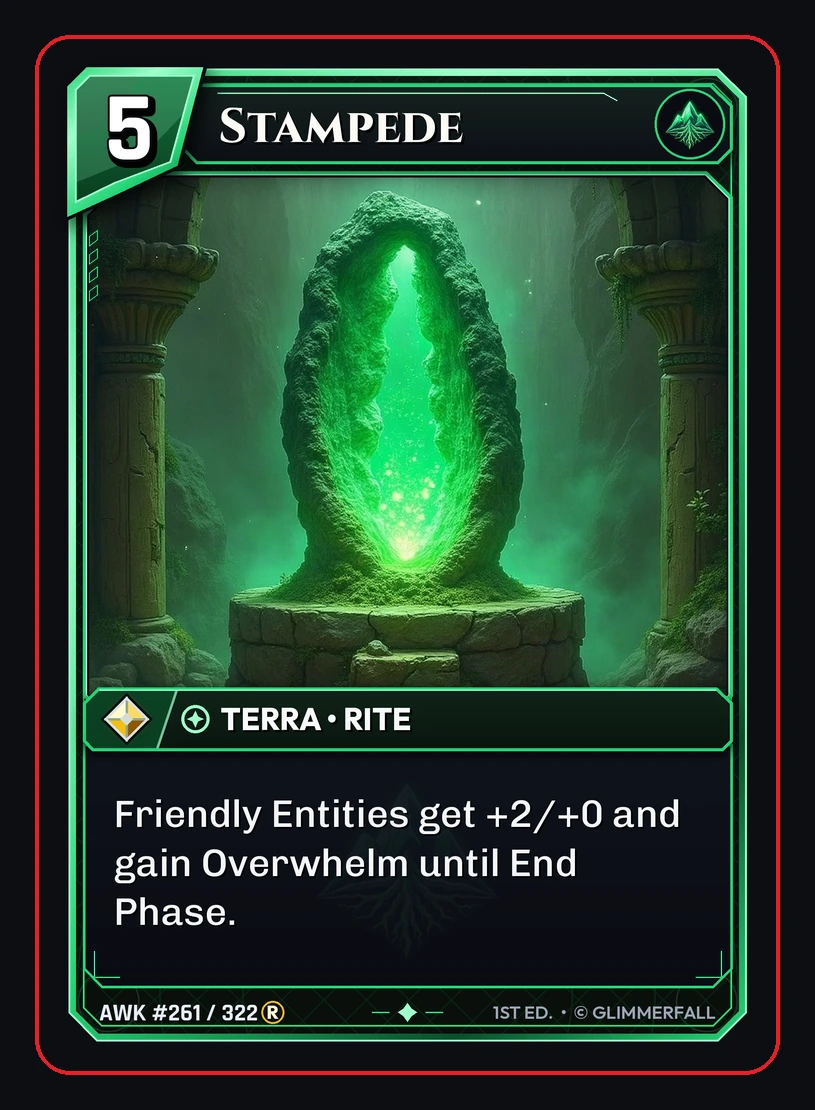 5
STAMPEDE
TERRA • RITE
Friendly Entities get +2/+0 and
gain Overwhelm until End
Phase.
AWK #261 / 322 R
1ST ED. • © GLIMMERFALL